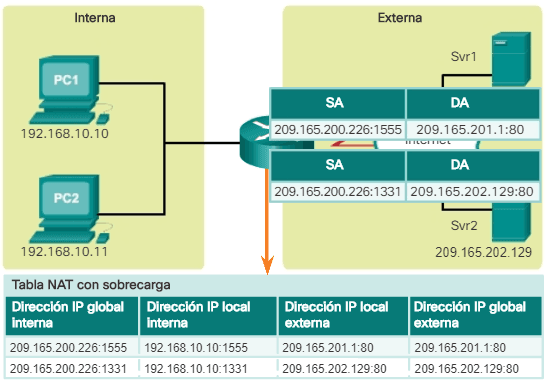 Interna
Externa
PC1
192.168.10.10
PC2
192.168.10.11
Svr1
SA DA
209.165.200.226:1555 209.165.201.1:80
Internet
SA DA
209.165.200.226:1331 209.165.202.129:80
Svr2
209.165.202.129
Tabla NAT con sobrecarga
Dirección IP global interna Dirección IP local interna Dirección IP local externa Dirección IP global externa
209.165.200.226:1555 192.168.10.10:1555 209.165.201.1:80 209.165.201.1:80
209.165.200.226:1331 192.168.10.10:1331 209.165.202.129:80 209.165.202.129:80